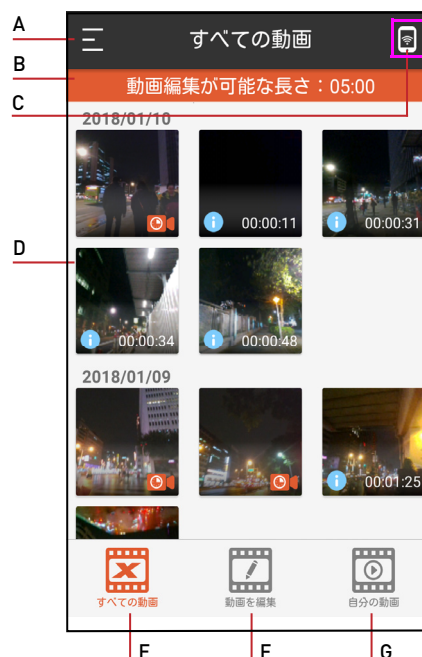 A
すべての動画
B
動画編集が可能な長さ：05:00
C
2018/01/10
00:00:11
00:00:31
D
00:00:34
00:00:48
2018/01/09
00:01:25
すべての動画
動画を編集
自分の動画
E
F
G